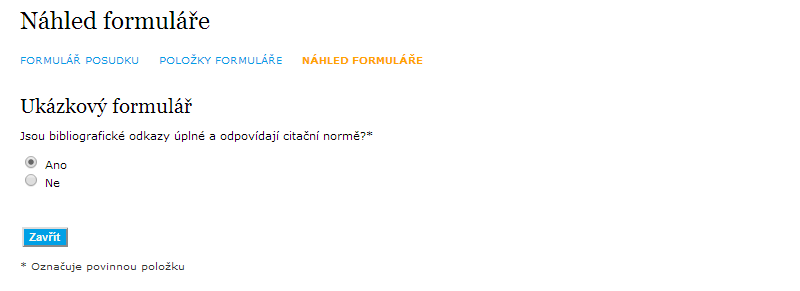 Náhled formuláře
FORMULÁŘ POSUDKU POLOŽKY FORMULÁŘE NÁHLED FORMULÁŘE
Ukázkový formulář
Jsou bibliografické odkazy úplné a odpovídají citační normě?*
Ano
Ne
Zavřít
* Označuje povinnou položku